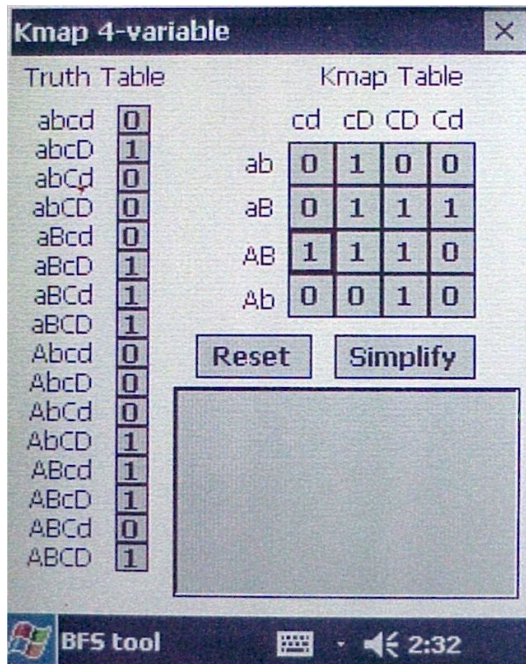 Kmap 4-variable
Truth Table
abcd 0
abcD 1
abCd 0
abCD 0
aBcd 0
aBcD 1
aBCd 1
aBCD 1
Abcd 0
AbcD 0
AbCd 0
AbCD 1
ABcd 1
ABcD 1
ABCd 0
ABCD 1
Kmap Table
cd cD CD Cd
ab 0 1 0 0
aB 0 1 1 1
AB 1 1 1 0
Ab 0 0 1 0
Reset Simplify
BFS tool 2:32